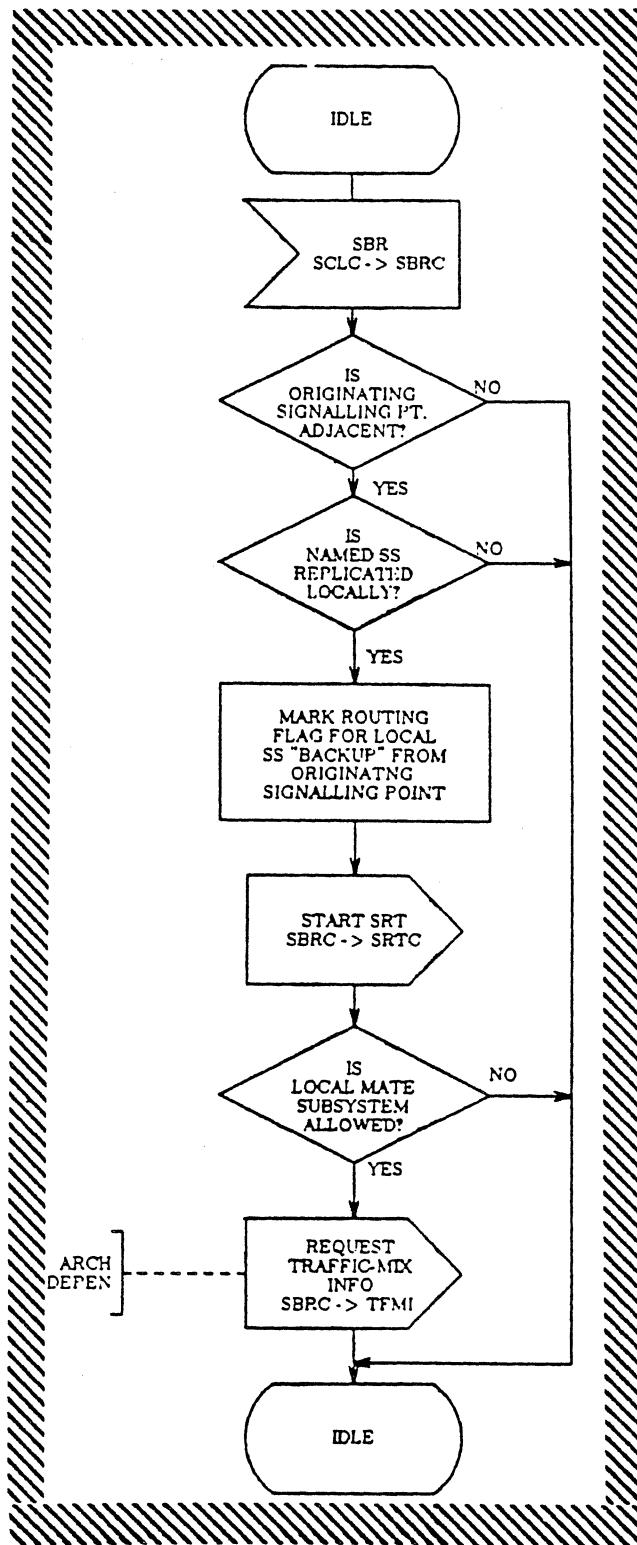 IDLE
SBR
SCLC -> SBRC
IS
ORIGINATING
SIGNALLING PT.
ADJACENT?
NO
YES
IS
NAMED SS
REPLICATED
LOCALLY?
NO
YES
MARK ROUTING
FLAG FOR LOCAL
SS "BACKUP" FROM
ORIGINATNG
SIGNALLING POINT
START SRT
SBRC -> SRTC
IS
LOCAL MATE
SUBSYSTEM
ALLOWED?
NO
YES
ARCH
DEPEN
REQUEST
TRAFFIC-MIX
INFO
SBRC -> TFMI
IDLE